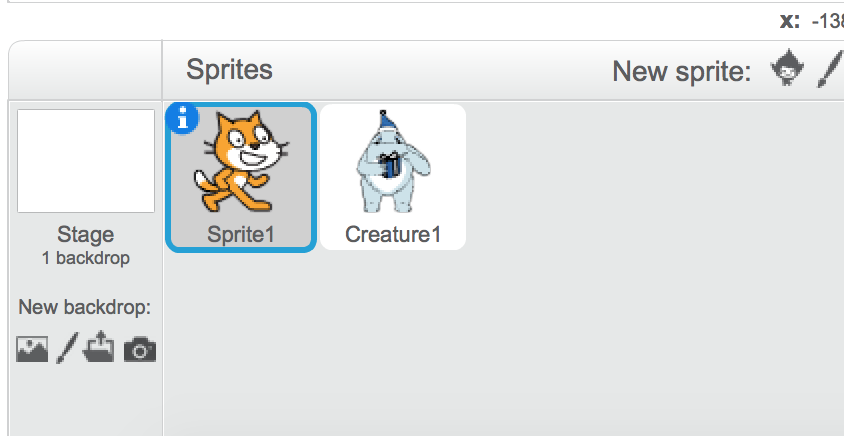 x: -138
Sprites
New sprite:
i
Sprite1
Creature1
Stage
1 backdrop
New backdrop: